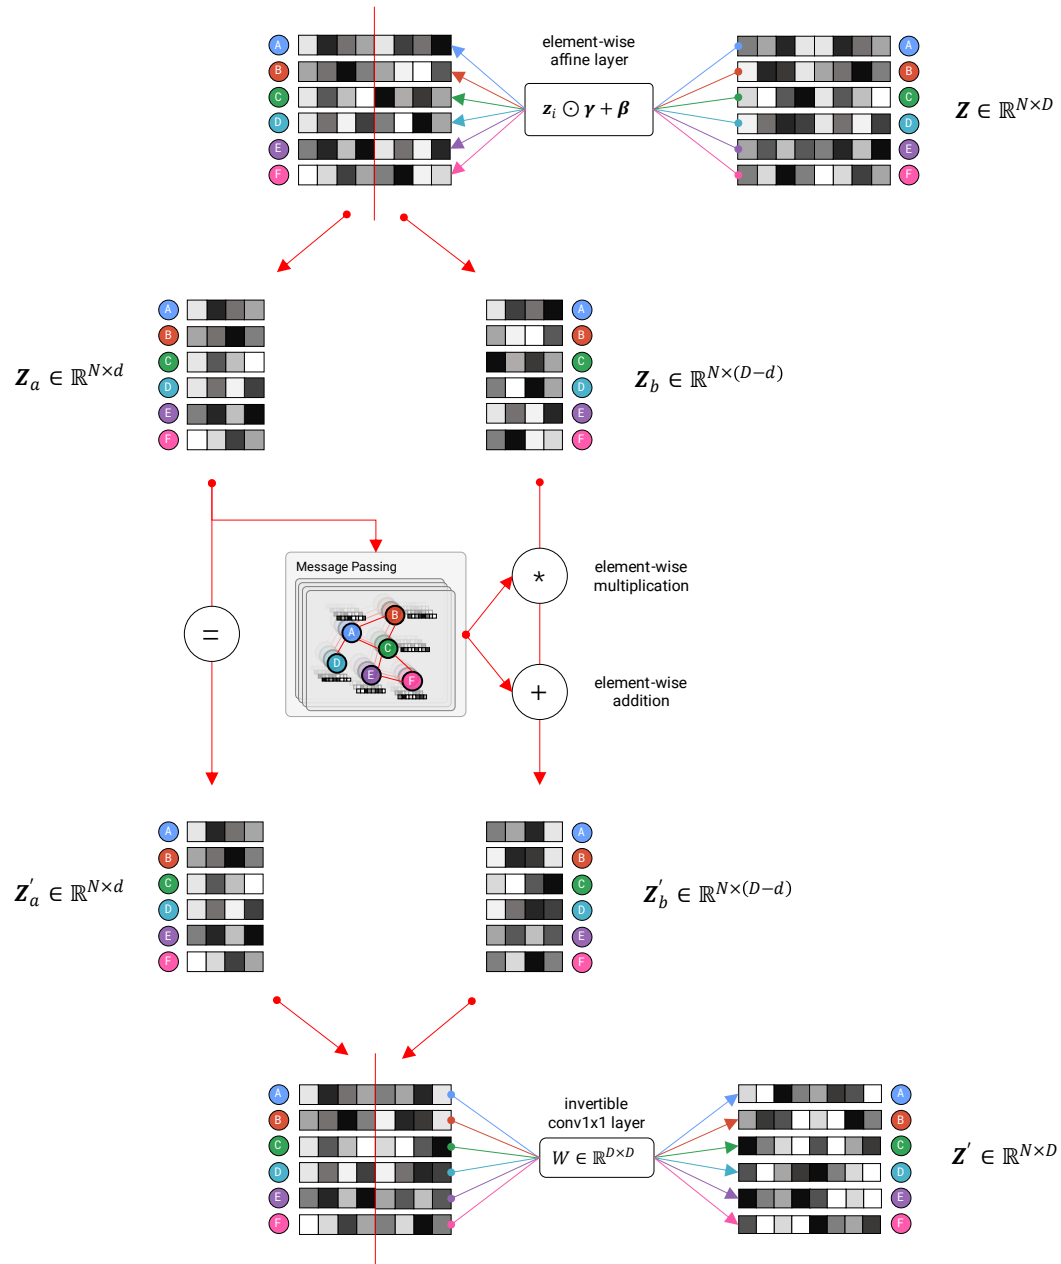 A
B
C
D
E
F
element-wise
affine layer
𝒛ᵢ ⊙ 𝜸 + 𝜷
A
B
C
D
E
F
𝒁 ∈ ℝ^{N×D}
𝒁_a ∈ ℝ^{N×d}
A
B
C
D
E
F
𝒁_b ∈ ℝ^{N×(D−d)}
A
B
C
D
E
F
Message Passing
A
B
C
D
E
F
=
*
element-wise
multiplication
+
element-wise
addition
𝒁′_a ∈ ℝ^{N×d}
A
B
C
D
E
F
𝒁′_b ∈ ℝ^{N×(D−d)}
A
B
C
D
E
F
A
B
C
D
E
F
invertible
conv1x1 layer
W ∈ ℝ^{D×D}
A
B
C
D
E
F
𝒁′ ∈ ℝ^{N×D}